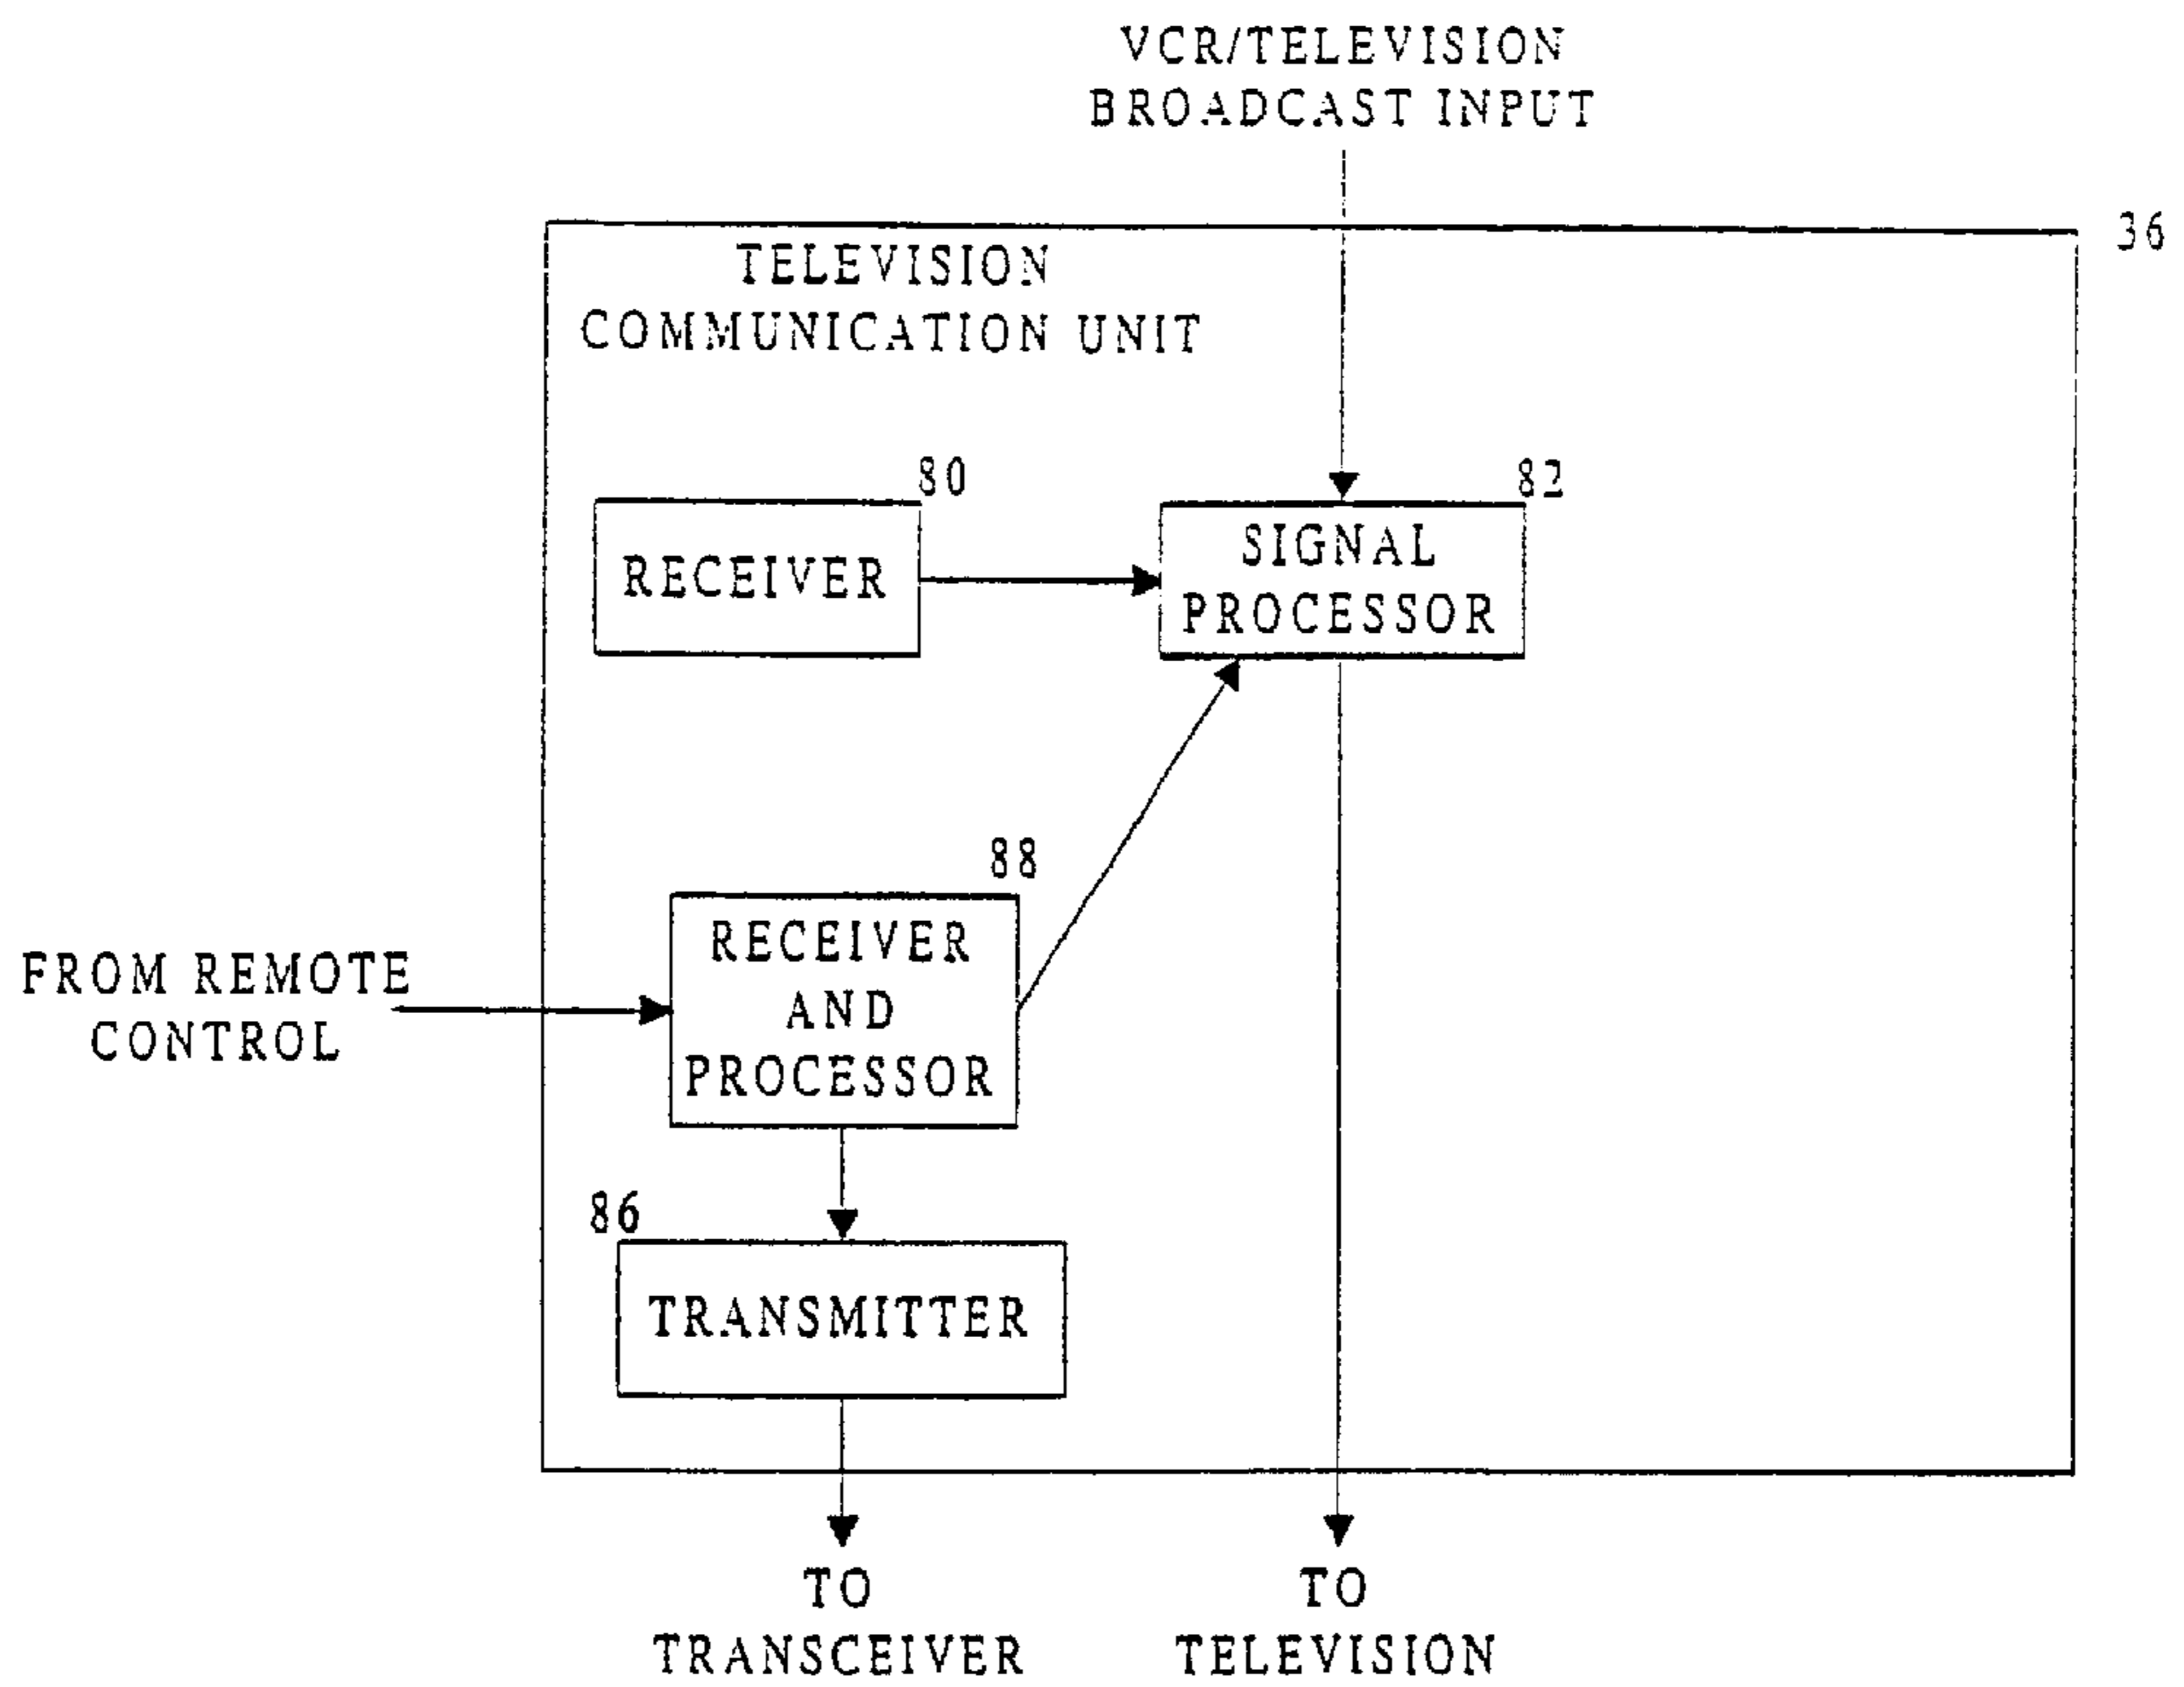 VCR/TELEVISION
BROADCAST INPUT
36
TELEVISION
COMMUNICATION UNIT
80
82
RECEIVER
SIGNAL
PROCESSOR
88
RECEIVER
AND
PROCESSOR
FROM REMOTE
CONTROL
86
TRANSMITTER
TO
TRANSCEIVER
TO
TELEVISION